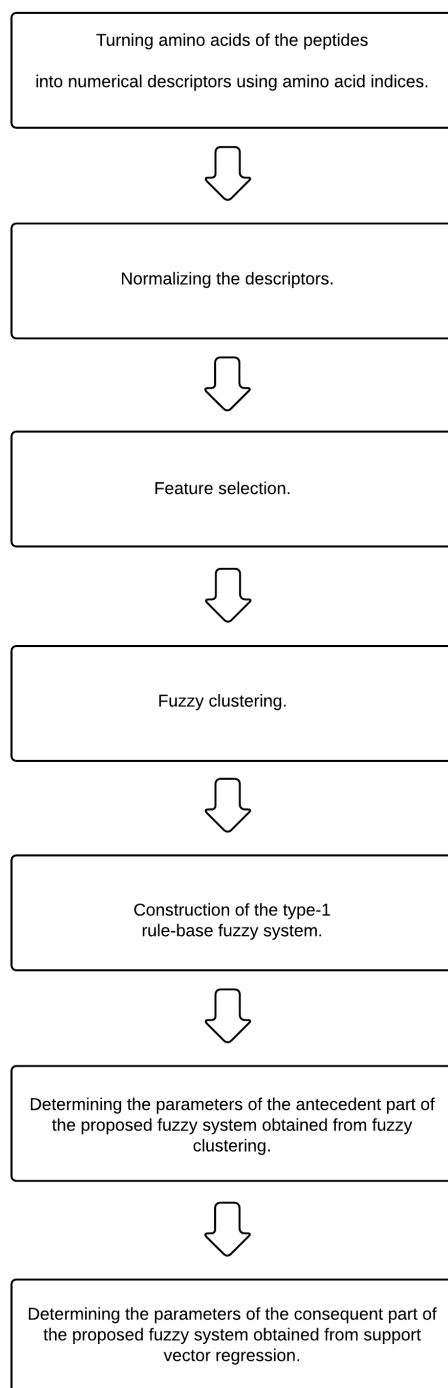 Turning amino acids of the peptides
into numerical descriptors using amino acid indices.
Normalizing the descriptors.
Feature selection.
Fuzzy clustering.
Construction of the type-1
rule-base fuzzy system.
Determining the parameters of the antecedent part of
the proposed fuzzy system obtained from fuzzy
clustering.
Determining the parameters of the consequent part of
the proposed fuzzy system obtained from support
vector regression.